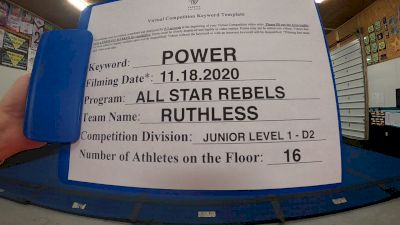 Virtual Competition Keyword Template
Keyword: POWER
Filming Date*: 11.18.2020
Program: ALL STAR REBELS
Team Name: RUTHLESS
Competition Division: JUNIOR LEVEL 1 - D2
Number of Athletes on the Floor: 16